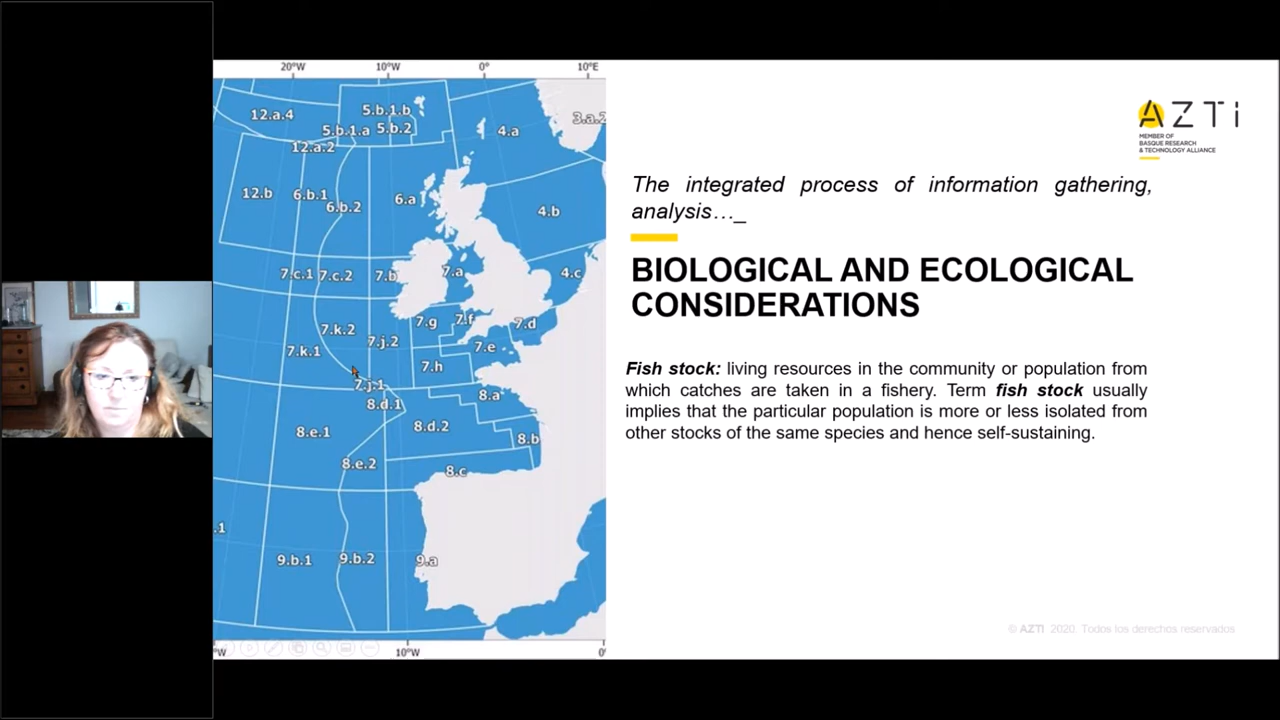 20°W 10°W 0° 10°E
12.a.4
5.b.1.b
5.b.1.a 5.b.2
4.a
3.a.2
12.a.2
12.b
6.b.1
6.b.2
6.a
4.b
7.c.1 7.c.2 7.b
7.a
4.c
7.k.2
7.g 7.f 7.d
7.k.1
7.j.2
7.e
7.h
7.j.1
8.d.1
8.a
8.e.1
8.d.2
8.b
8.e.2
8.c
.1
9.b.1 9.b.2 9.a
°W 10°W 0°
AZTi
MEMBER OF
BASQUE RESEARCH
& TECHNOLOGY ALLIANCE
The integrated process of information gathering,
analysis…_
BIOLOGICAL AND ECOLOGICAL
CONSIDERATIONS
Fish stock: living resources in the community or population from
which catches are taken in a fishery. Term fish stock usually
implies that the particular population is more or less isolated from
other stocks of the same species and hence self-sustaining.
© AZTI 2020. Todos los derechos reservados